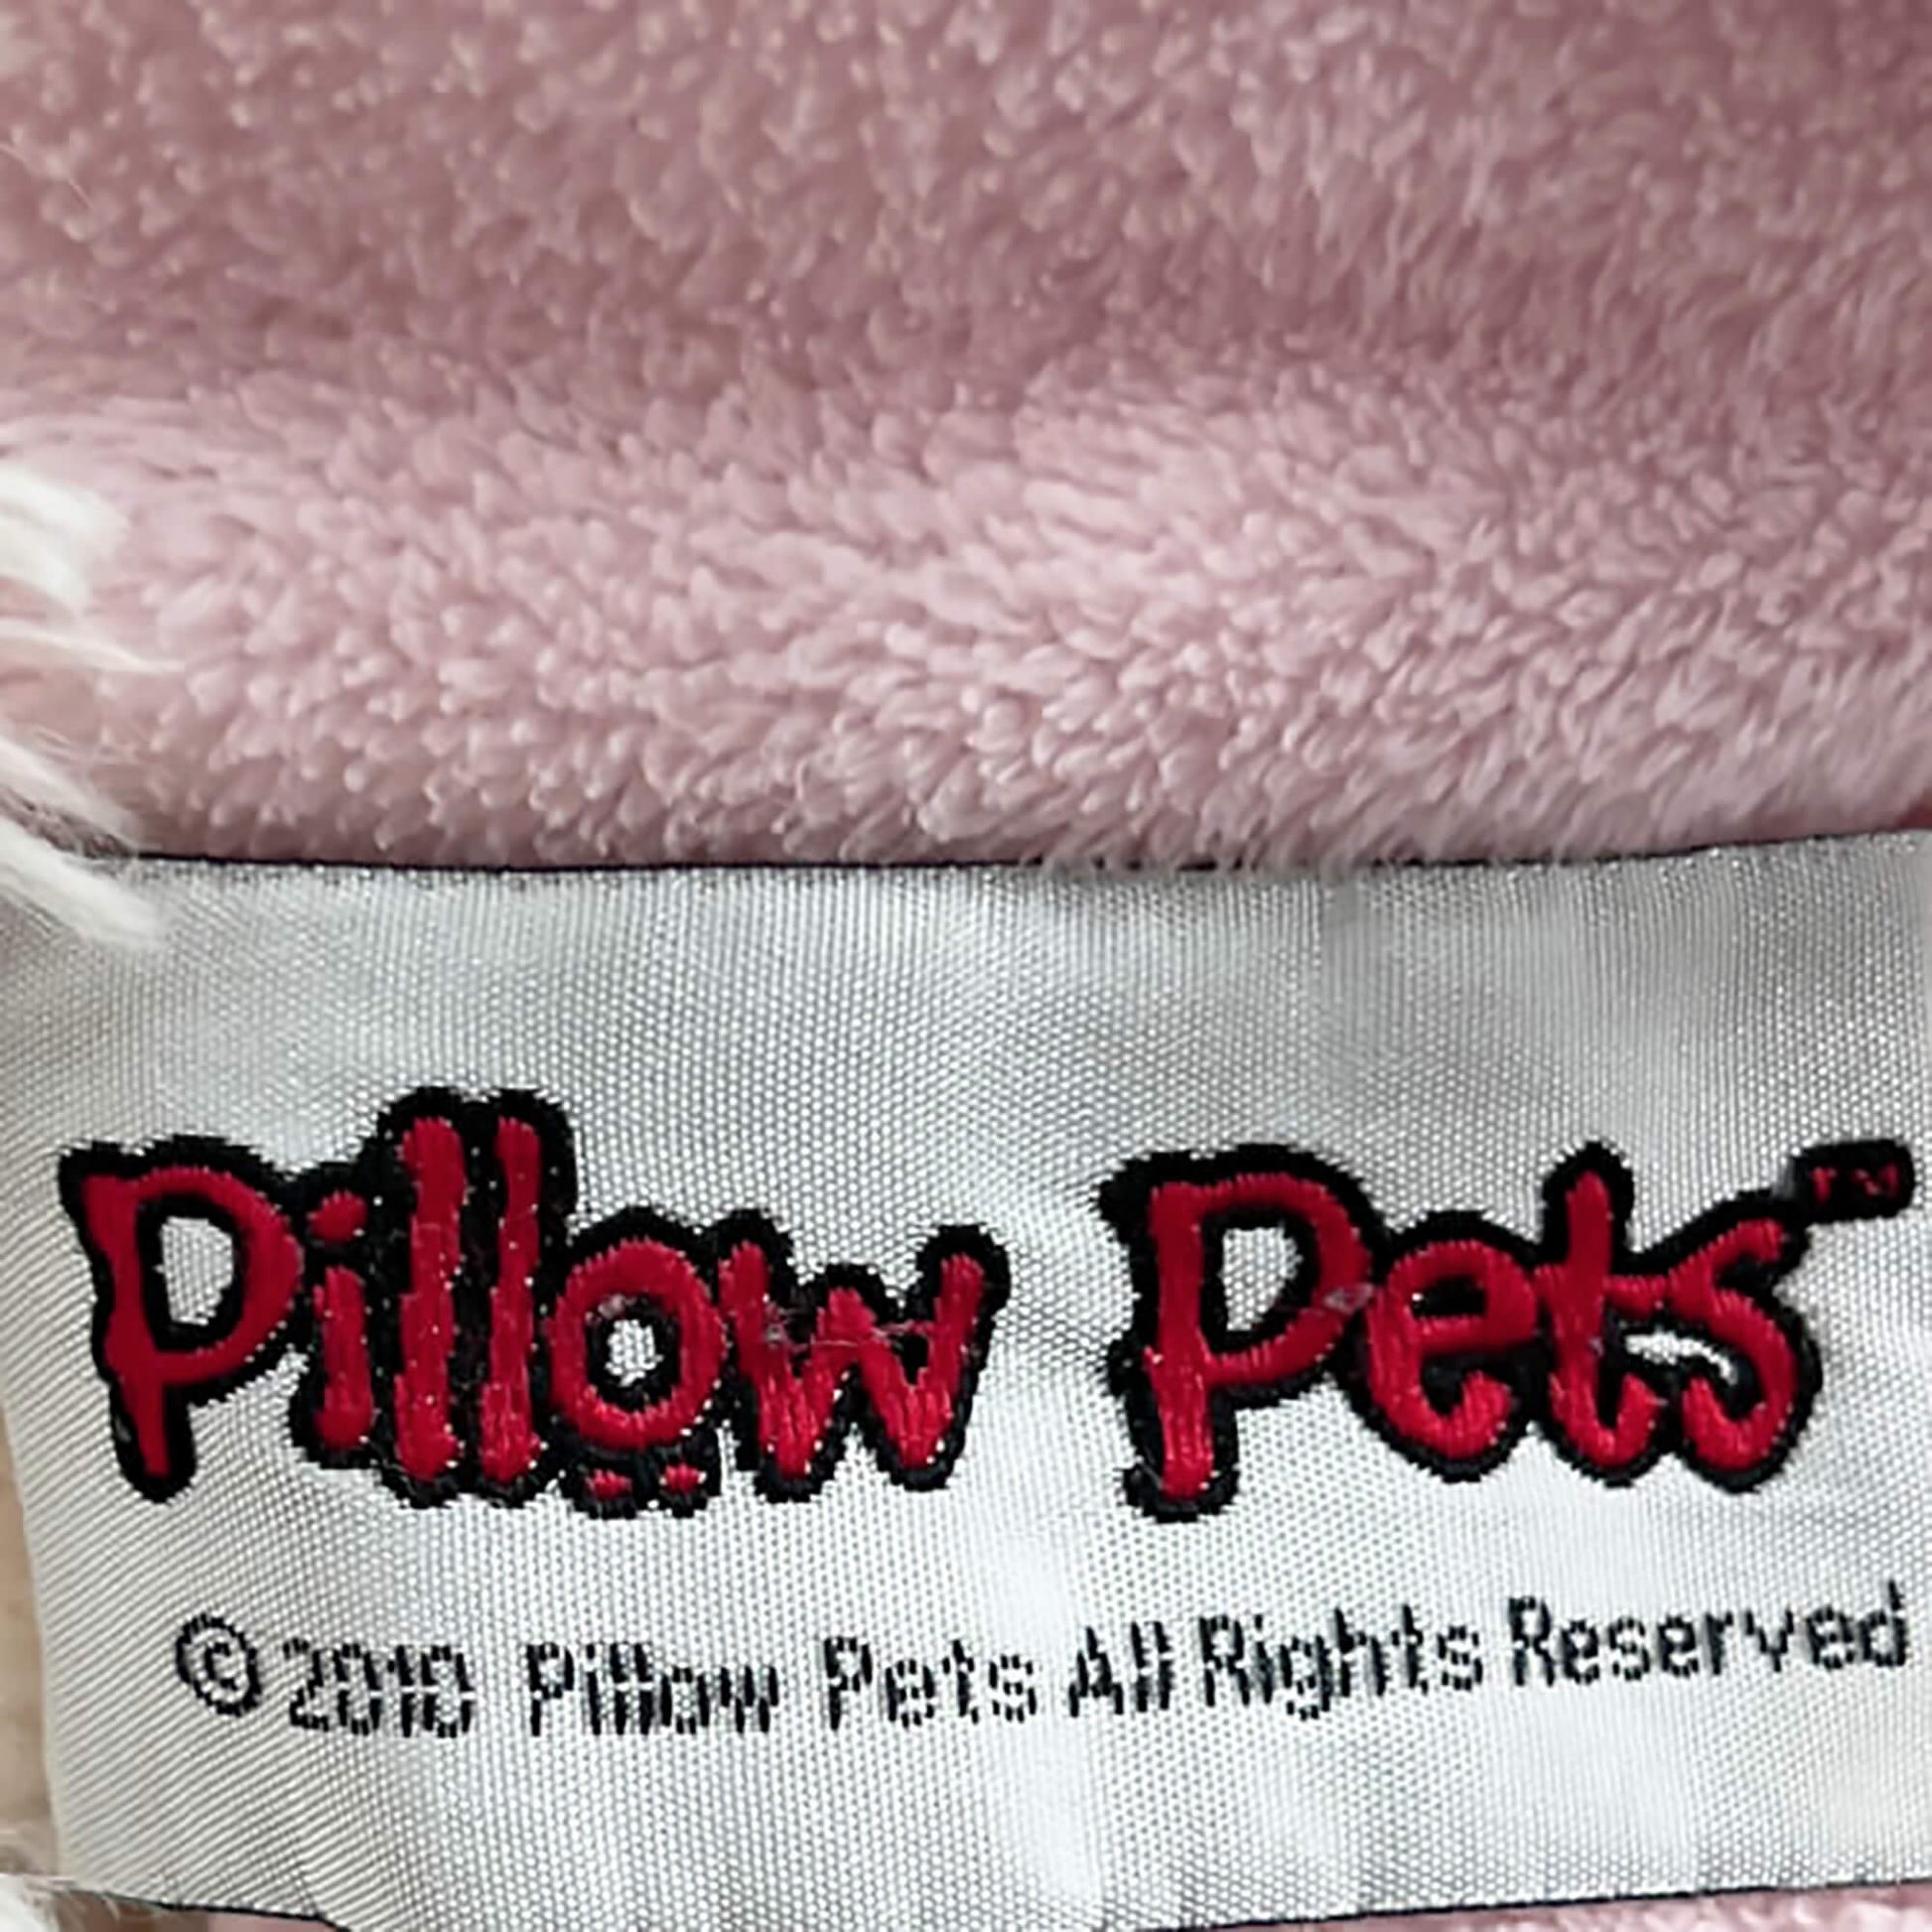 Pillow Pets™
© 2010 Pillow Pets All Rights Reserved